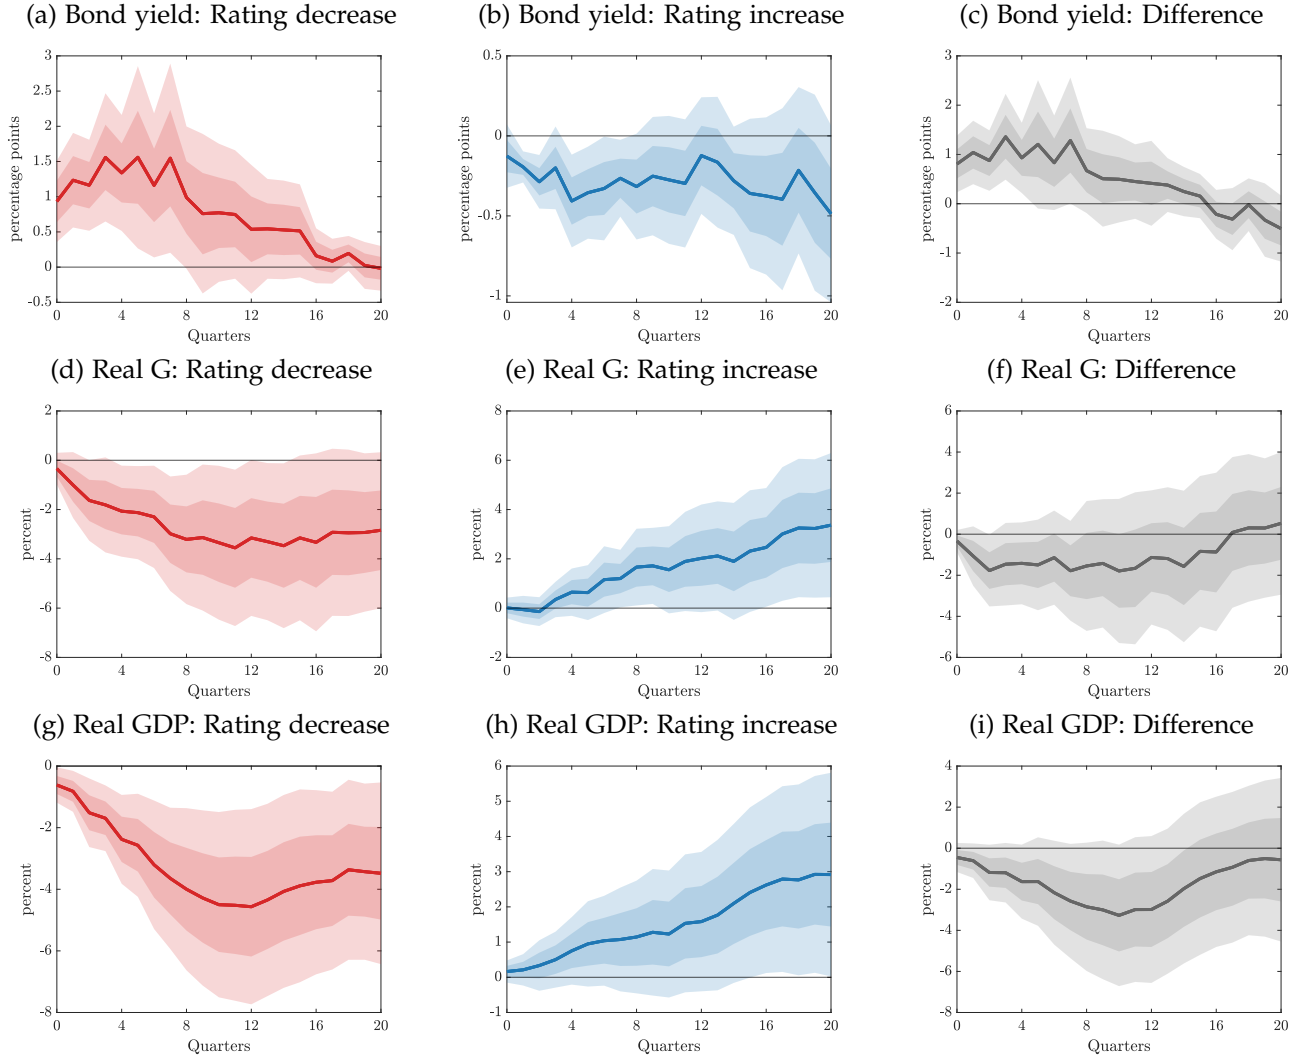 (a) Bond yield: Rating decrease
(b) Bond yield: Rating increase
(c) Bond yield: Difference
percentage points
3
2.5
2
1.5
1
0.5
0
-0.5
0 4 8 12 16 20
Quarters
percentage points
0.5
0
-0.5
-1
0 4 8 12 16 20
Quarters
percentage points
3
2
1
0
-1
-2
0 4 8 12 16 20
Quarters
(d) Real G: Rating decrease
(e) Real G: Rating increase
(f) Real G: Difference
percent
2
0
-2
-4
-6
-8
0 4 8 12 16 20
Quarters
percent
8
6
4
2
0
-2
0 4 8 12 16 20
Quarters
percent
6
4
2
0
-2
-4
-6
0 4 8 12 16 20
Quarters
(g) Real GDP: Rating decrease
(h) Real GDP: Rating increase
(i) Real GDP: Difference
percent
0
-2
-4
-6
-8
0 4 8 12 16 20
Quarters
percent
6
5
4
3
2
1
0
-1
0 4 8 12 16 20
Quarters
percent
4
2
0
-2
-4
-6
-8
0 4 8 12 16 20
Quarters